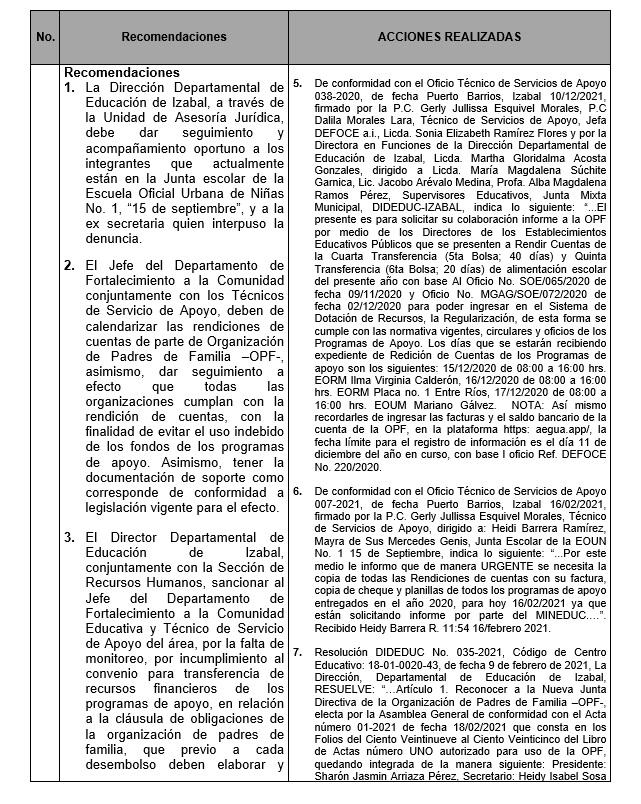 No.
Recomendaciones
ACCIONES REALIZADAS
Recomendaciones
1. La Dirección Departamental de
Educación de Izabal, a través de
la Unidad de Asesoría Jurídica,
debe dar seguimiento y
acompañamiento oportuno a los
integrantes que actualmente
están en la Junta escolar de la
Escuela Oficial Urbana de Niñas
No. 1, “15 de septiembre”, y a la
ex secretaria quien interpuso la
denuncia.
2. El Jefe del Departamento de
Fortalecimiento a la Comunidad
conjuntamente con los Técnicos
de Servicio de Apoyo, deben de
calendarizar las rendiciones de
cuentas de parte de Organización
de Padres de Familia –OPF-,
asimismo, dar seguimiento a
efecto que todas las
organizaciones cumplan con la
rendición de cuentas, con la
finalidad de evitar el uso indebido
de los fondos de los programas
de apoyo. Asimismo, tener la
documentación de soporte como
corresponde de conformidad a
legislación vigente para el efecto.
3. El Director Departamental de
Educación de Izabal,
conjuntamente con la Sección de
Recursos Humanos, sancionar al
Jefe del Departamento de
Fortalecimiento a la Comunidad
Educativa y Técnico de Servicio
de Apoyo del área, por la falta de
monitoreo, por incumplimiento al
convenio para transferencia de
recursos financieros de los
programas de apoyo, en relación
a la cláusula de obligaciones de
la organización de padres de
familia, que previo a cada
desembolso deben elaborar y
5. De conformidad con el Oficio Técnico de Servicios de Apoyo
038-2020, de fecha Puerto Barrios, Izabal 10/12/2021,
firmado por la P.C. Gerly Jullissa Esquivel Morales, P.C
Dalila Morales Lara, Técnico de Servicios de Apoyo, Jefa
DEFOCE a.i., Licda. Sonia Elizabeth Ramírez Flores y por la
Directora en Funciones de la Dirección Departamental de
Educación de Izabal, Licda. Martha Gloridalma Acosta
Gonzales, dirigido a Licda. María Magdalena Súchite
Garnica, Lic. Jacobo Arévalo Medina, Profa. Alba Magdalena
Ramos Pérez, Supervisores Educativos, Junta Mixta
Municipal, DIDEDUC-IZABAL, indica lo siguiente: “...El
presente es para solicitar su colaboración informe a la OPF
por medio de los Directores de los Establecimientos
Educativos Públicos que se presenten a Rendir Cuentas de
la Cuarta Transferencia (5ta Bolsa; 40 días) y Quinta
Transferencia (6ta Bolsa; 20 días) de alimentación escolar
del presente año con base Al Oficio No. SOE/065/2020 de
fecha 09/11/2020 y Oficio No. MGAG/SOE/072/2020 de
fecha 02/12/2020 para poder ingresar en el Sistema de
Dotación de Recursos, la Regularización, de esta forma se
cumple con la normativa vigentes, circulares y oficios de los
Programas de Apoyo. Los días que se estarán recibiendo
expediente de Redición de Cuentas de los Programas de
apoyo son los siguientes: 15/12/2020 de 08:00 a 16:00 hrs.
EORM Ilma Virginia Calderón, 16/12/2020 de 08:00 a 16:00
hrs. EORM Placa no. 1 Entre Ríos, 17/12/2020 de 08:00 a
16:00 hrs. EOUM Mariano Gálvez. NOTA: Así mismo
recordarles de ingresar las facturas y el saldo bancario de la
cuenta de la OPF, en la plataforma https: aegua.app/, la
fecha límite para el registro de información es el día 11 de
diciembre del año en curso, con base I oficio Ref. DEFOCE
No. 220/2020.
6. De conformidad con el Oficio Técnico de Servicios de Apoyo
007-2021, de fecha Puerto Barrios, Izabal 16/02/2021,
firmado por la P.C. Gerly Jullissa Esquivel Morales, Técnico
de Servicios de Apoyo, dirigido a: Heidi Barrera Ramírez,
Mayra de Sus Mercedes Genis, Junta Escolar de la EOUN
No. 1 15 de Septiembre, indica lo siguiente: “...Por este
medio le informo que de manera URGENTE se necesita la
copia de todas las Rendiciones de cuentas con su factura,
copia de cheque y planillas de todos los programas de apoyo
entregados en el año 2020, para hoy 16/02/2021 ya que
están solicitando informe por parte del MINEDUC....”.
Recibido Heidy Barrera R. 11:54 16/febrero 2021.
7. Resolución DIDEDUC No. 035-2021, Código de Centro
Educativo: 18-01-0020-43, de fecha 9 de febrero de 2021, La
Dirección, Departamental de Educación de Izabal,
RESUELVE: “...Artículo 1. Reconocer a la Nueva Junta
Directiva de la Organización de Padres de Familia –OPF-,
electa por la Asamblea General de conformidad con el Acta
número 01-2021 de fecha 18/02/2021 que consta en los
Folios del Ciento Veintinueve al Ciento Veinticinco del Libro
de Actas número UNO autorizado para uso de la OPF,
quedando integrada de la siguiente manera: Presidente:
Sharón Jasmin Arriaza Pérez, Secretario: Heidy Isabel Sosa